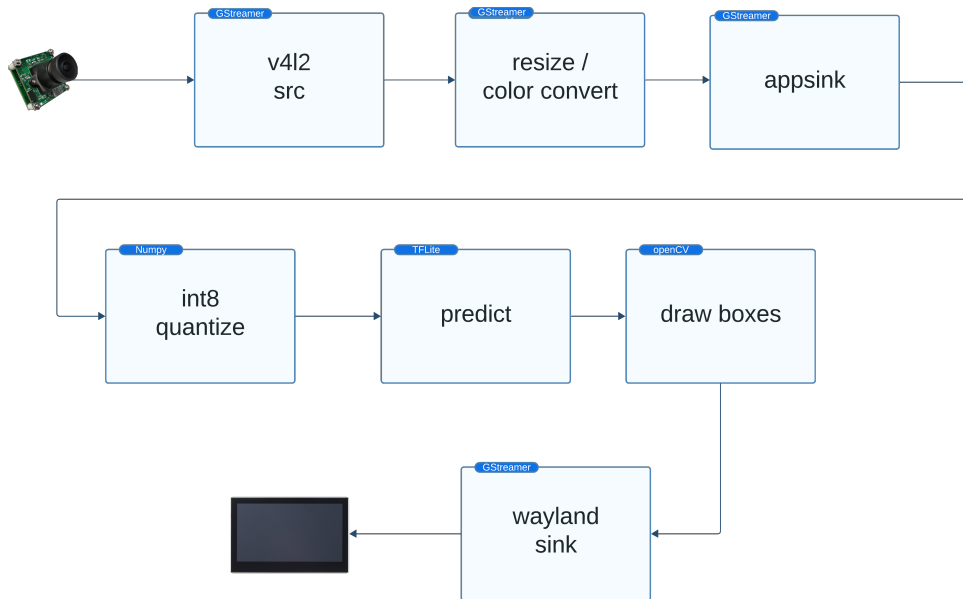 GStreamer
v4l2
src
GStreamer
resize /
color convert
GStreamer
appsink
Numpy
int8
quantize
TFLite
predict
openCV
draw boxes
GStreamer
wayland
sink